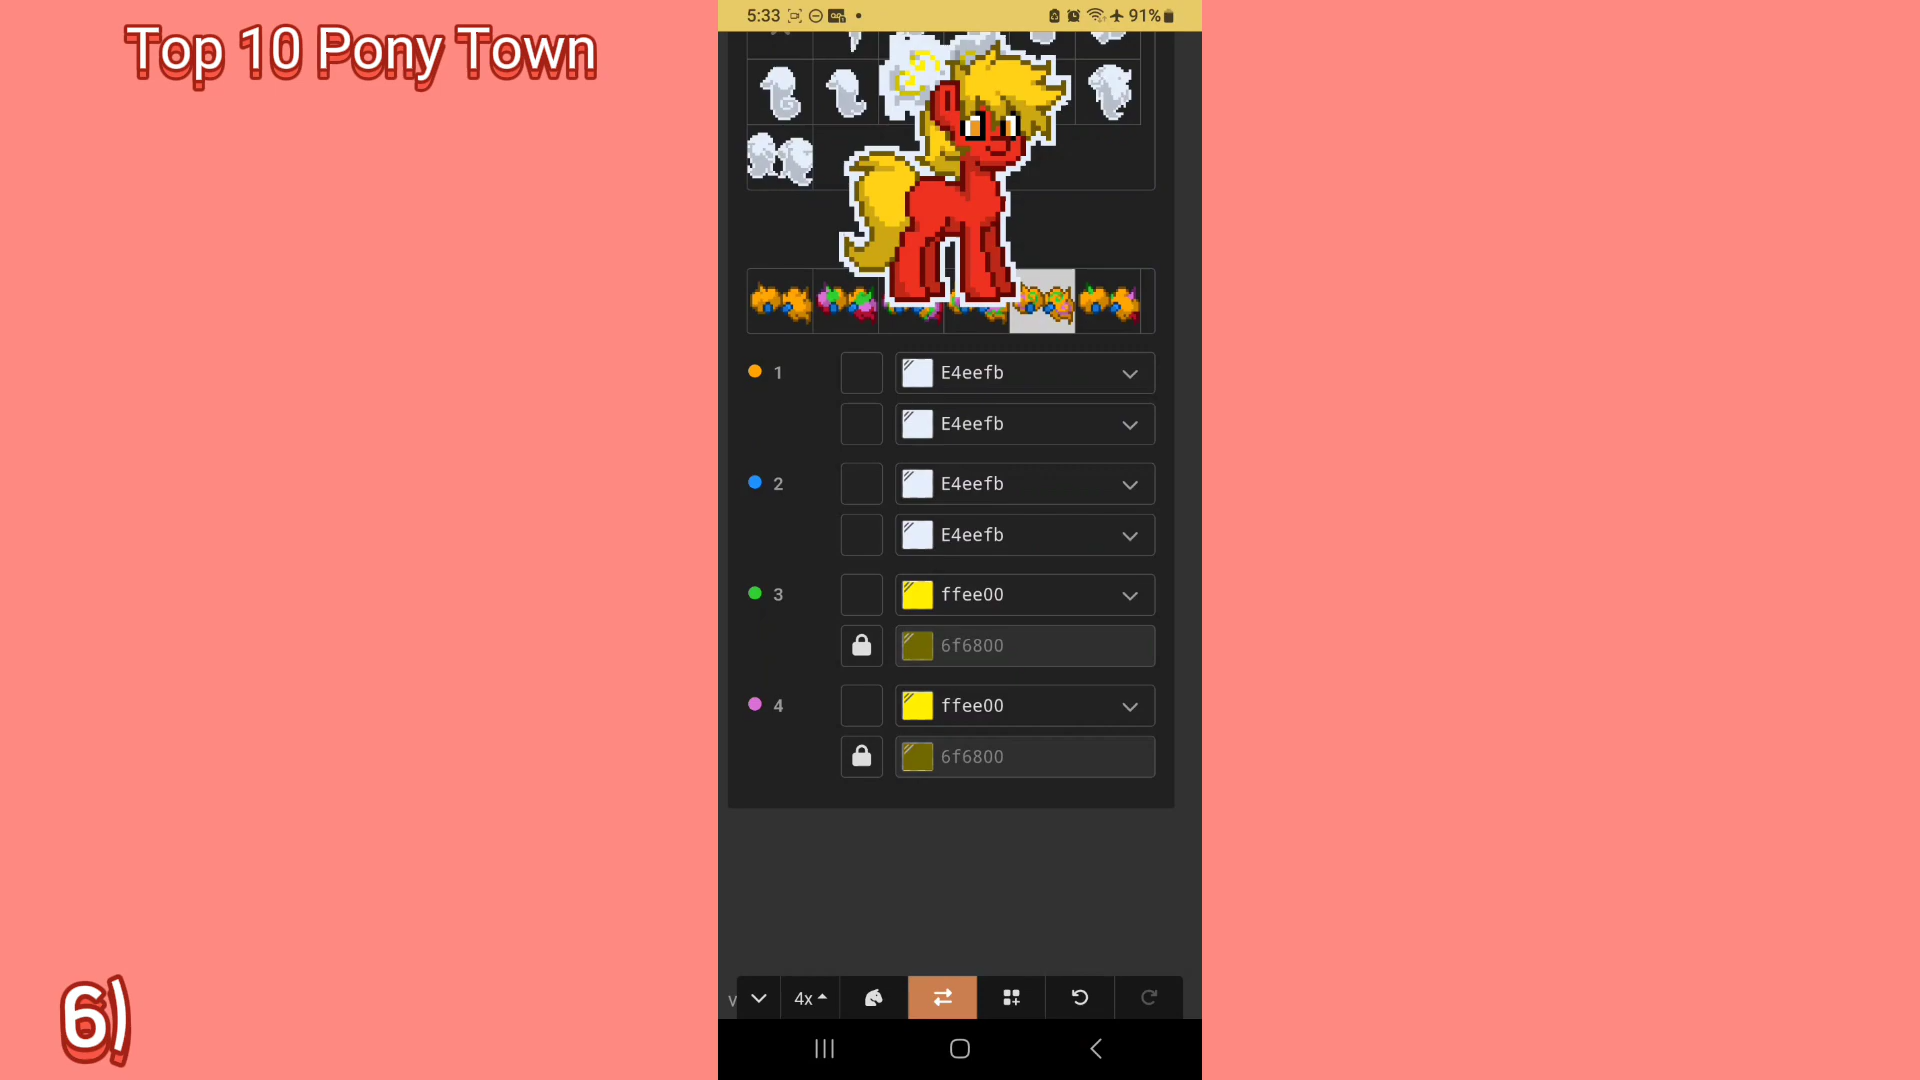 Top 10 Pony Town
5:33
91%
1 E4eefb
E4eefb
2 E4eefb
E4eefb
3 ffee00
6f6800
4 ffee00
6f6800
4x
6)